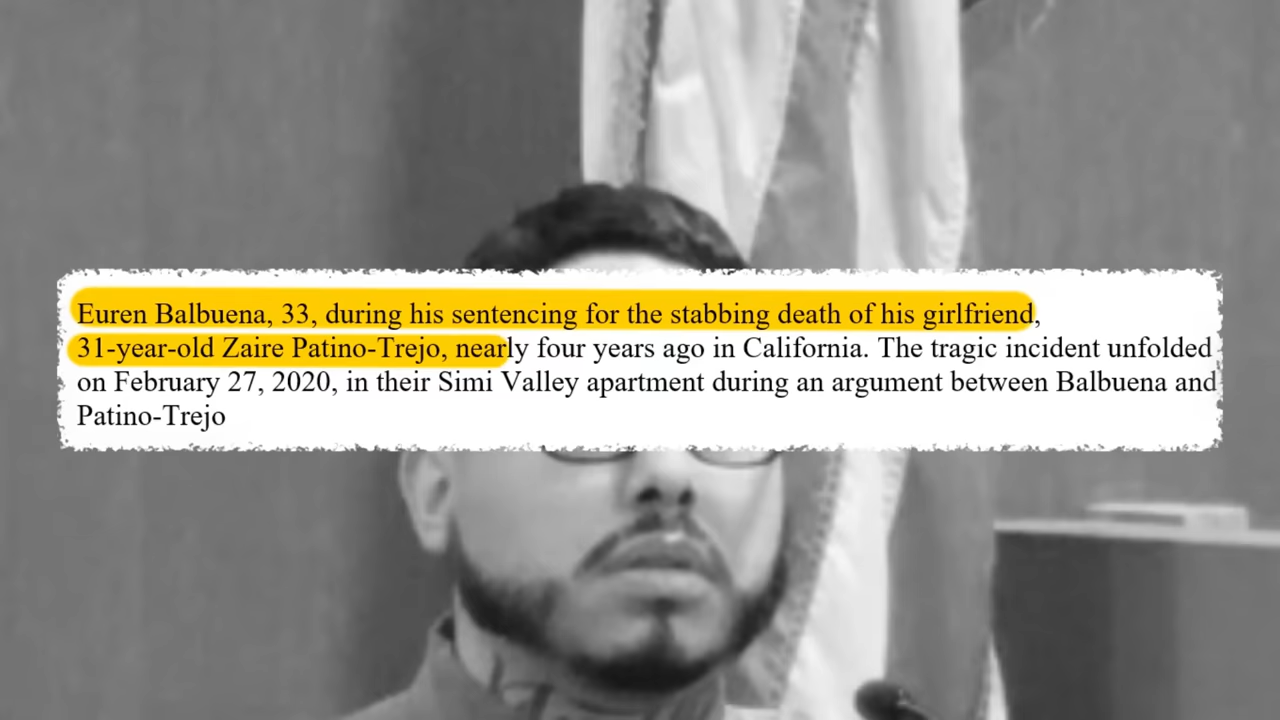 Euren Balbuena, 33, during his sentencing for the stabbing death of his girlfriend,
31-year-old Zaire Patino-Trejo, nearly four years ago in California. The tragic incident unfolded
on February 27, 2020, in their Simi Valley apartment during an argument between Balbuena and
Patino-Trejo